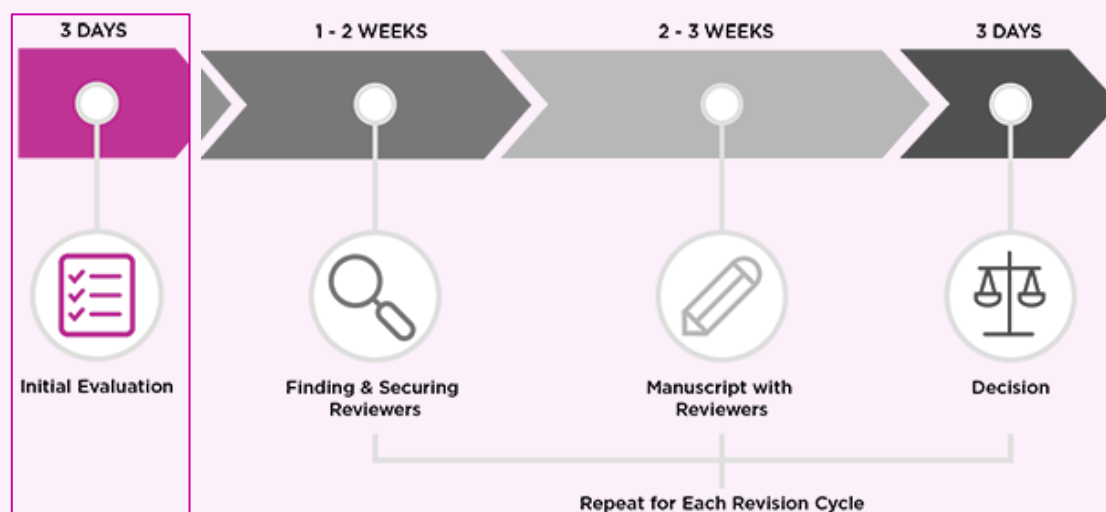 3 DAYS
1 - 2 WEEKS
2 - 3 WEEKS
3 DAYS
Initial Evaluation
Finding & Securing
Reviewers
Manuscript with
Reviewers
Decision
Repeat for Each Revision Cycle